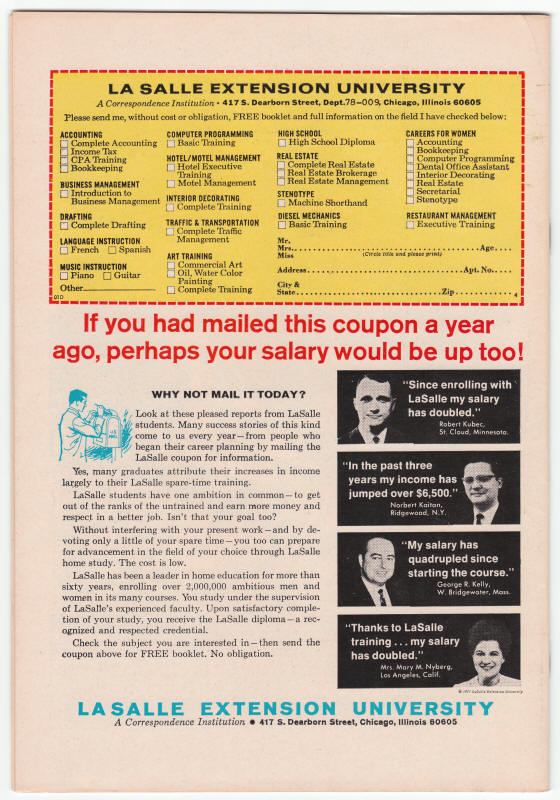 LA SALLE EXTENSION UNIVERSITY
A Correspondence Institution • 417 S. Dearborn Street, Dept.78-009, Chicago, Illinois 60605
Please send me, without cost or obligation, FREE booklet and full information on the field I have checked below:
ACCOUNTING
Complete Accounting
Income Tax
CPA Training
Bookkeeping
BUSINESS MANAGEMENT
Introduction to
Business Management
DRAFTING
Complete Drafting
LANGUAGE INSTRUCTION
French Spanish
MUSIC INSTRUCTION
Piano Guitar
Other
010
COMPUTER PROGRAMMING
Basic Training
HOTEL/MOTEL MANAGEMENT
Hotel Executive
Training
Motel Management
INTERIOR DECORATING
Complete Training
TRAFFIC & TRANSPORTATION
Complete Traffic
Management
ART TRAINING
Commercial Art
Oil, Water Color
Painting
Complete Training
HIGH SCHOOL
High School Diploma
REAL ESTATE
Complete Real Estate
Real Estate Brokerage
Real Estate Management
STENOTYPE
Machine Shorthand
DIESEL MECHANICS
Basic Training
CAREERS FOR WOMEN
Accounting
Bookkeeping
Computer Programming
Dental Office Assistant
Interior Decorating
Real Estate
Secretarial
Stenotype
RESTAURANT MANAGEMENT
Executive Training
Mr.
Mrs. Age
Miss (Circle title and please print)
Address Apt. No.
City &
State Zip 4
If you had mailed this coupon a year
ago, perhaps your salary would be up too!
WHY NOT MAIL IT TODAY?
U.S. MAIL
Look at these pleased reports from LaSalle
students. Many success stories of this kind
come to us every year—from people who
began their career planning by mailing the
LaSalle coupon for information.
Yes, many graduates attribute their increases in income
largely to their LaSalle spare-time training.
LaSalle students have one ambition in common—to get
out of the ranks of the untrained and earn more money and
respect in a better job. Isn't that your goal too?
Without interfering with your present work—and by de-
voting only a little of your spare time—you too can prepare
for advancement in the field of your choice through LaSalle
home study. The cost is low.
LaSalle has been a leader in home education for more than
sixty years, enrolling over 2,000,000 ambitious men and
women in its many courses. You study under the supervision
of LaSalle's experienced faculty. Upon satisfactory comple-
tion of your study, you receive the LaSalle diploma—a rec-
ognized and respected credential.
Check the subject you are interested in—then send the
coupon above for FREE booklet. No obligation.
"Since enrolling with
LaSalle my salary
has doubled."
Robert Kubec,
St. Cloud, Minnesota.
"In the past three
years my income has
jumped over $6,500."
Norbert Kaitan,
Ridgewood, N.Y.
"My salary has
quadrupled since
starting the course."
George R. Kelly,
W. Bridgewater, Mass.
"Thanks to LaSalle
training . . . my salary
has doubled."
Mrs. Mary M. Nyberg,
Los Angeles, Calif.
© 1971 LaSalle Extension University
LA SALLE EXTENSION UNIVERSITY
A Correspondence Institution • 417 S. Dearborn Street, Chicago, Illinois 60605